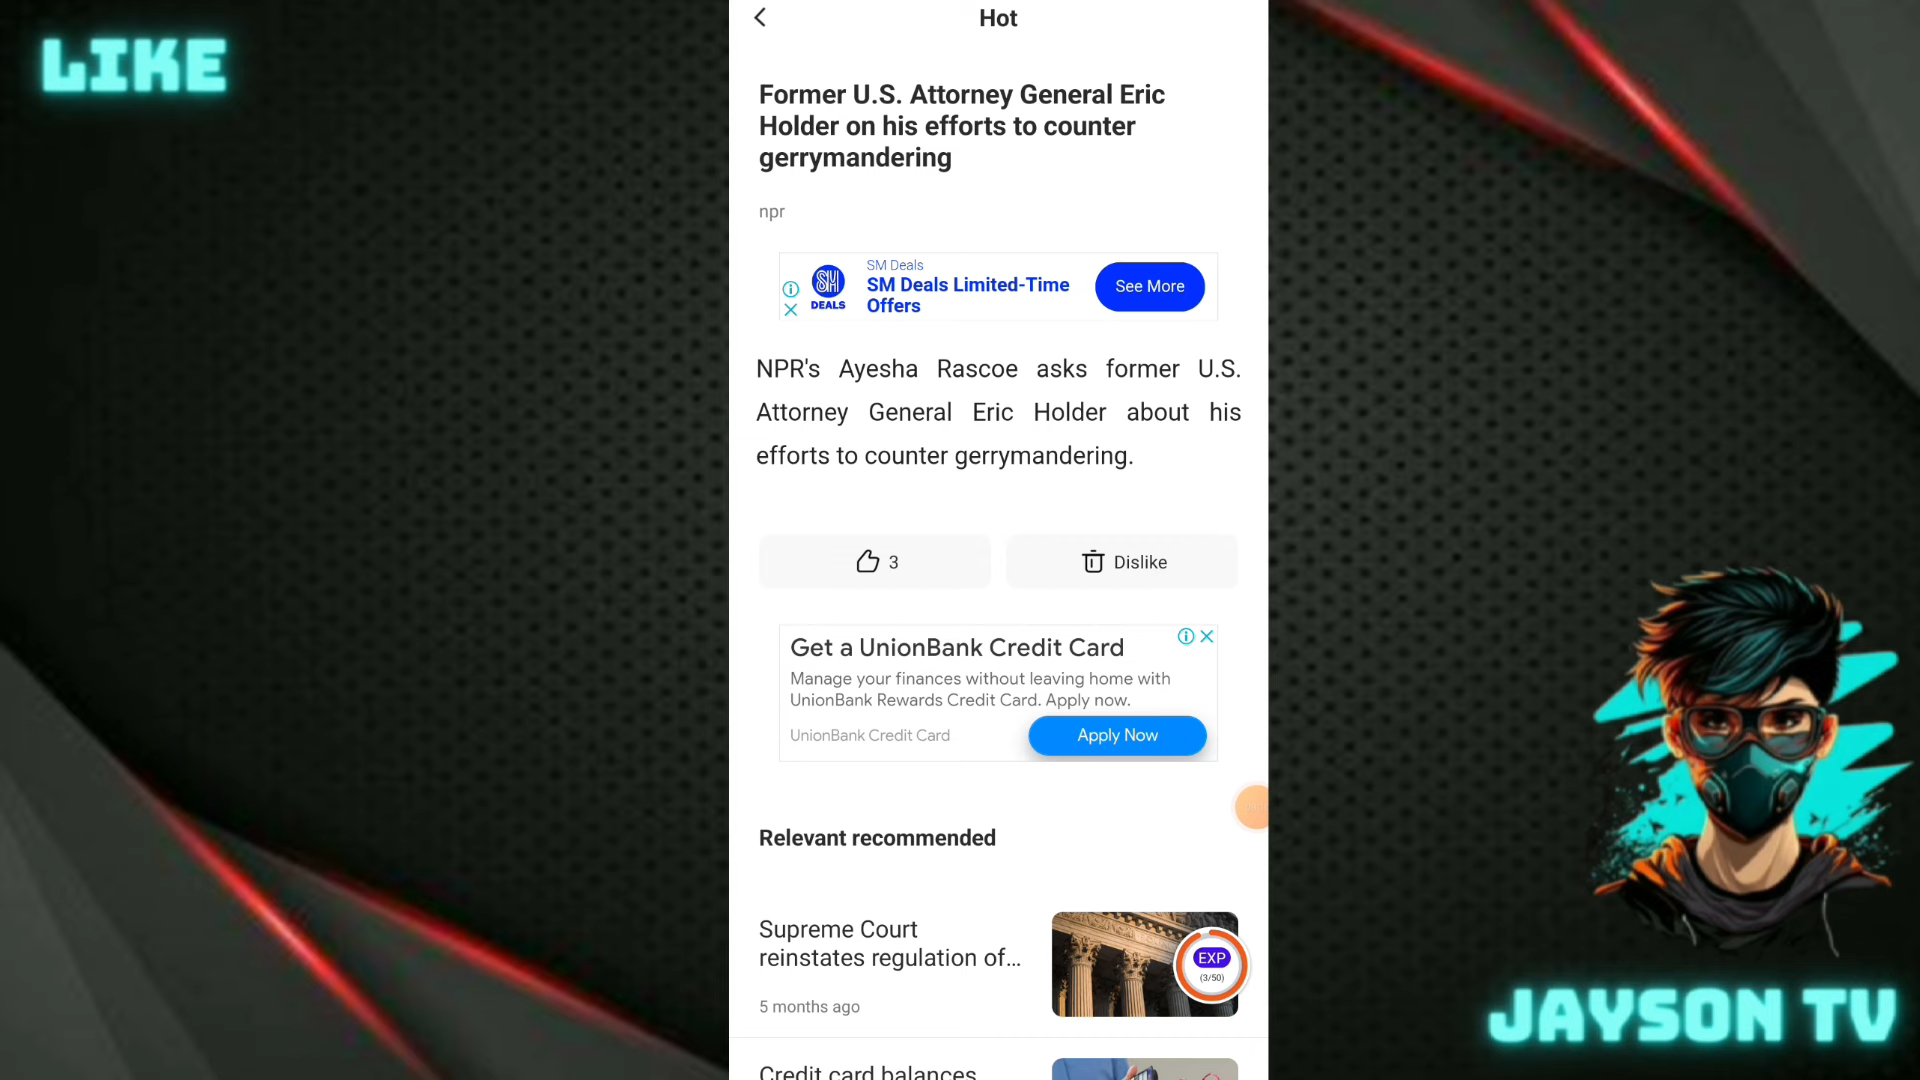 LIKE
Hot
Former U.S. Attorney General Eric
Holder on his efforts to counter
gerrymandering
npr
SM Deals
SM Deals Limited-Time
Offers
SM
DEALS
See More
NPR's Ayesha Rascoe asks former U.S.
Attorney General Eric Holder about his
efforts to counter gerrymandering.
3
Dislike
Get a UnionBank Credit Card
Manage your finances without leaving home with
UnionBank Rewards Credit Card. Apply now.
UnionBank Credit Card
Apply Now
Relevant recommended
Supreme Court
reinstates regulation of...
5 months ago
EXP
(3/50)
Credit card balances
JAYSON TV